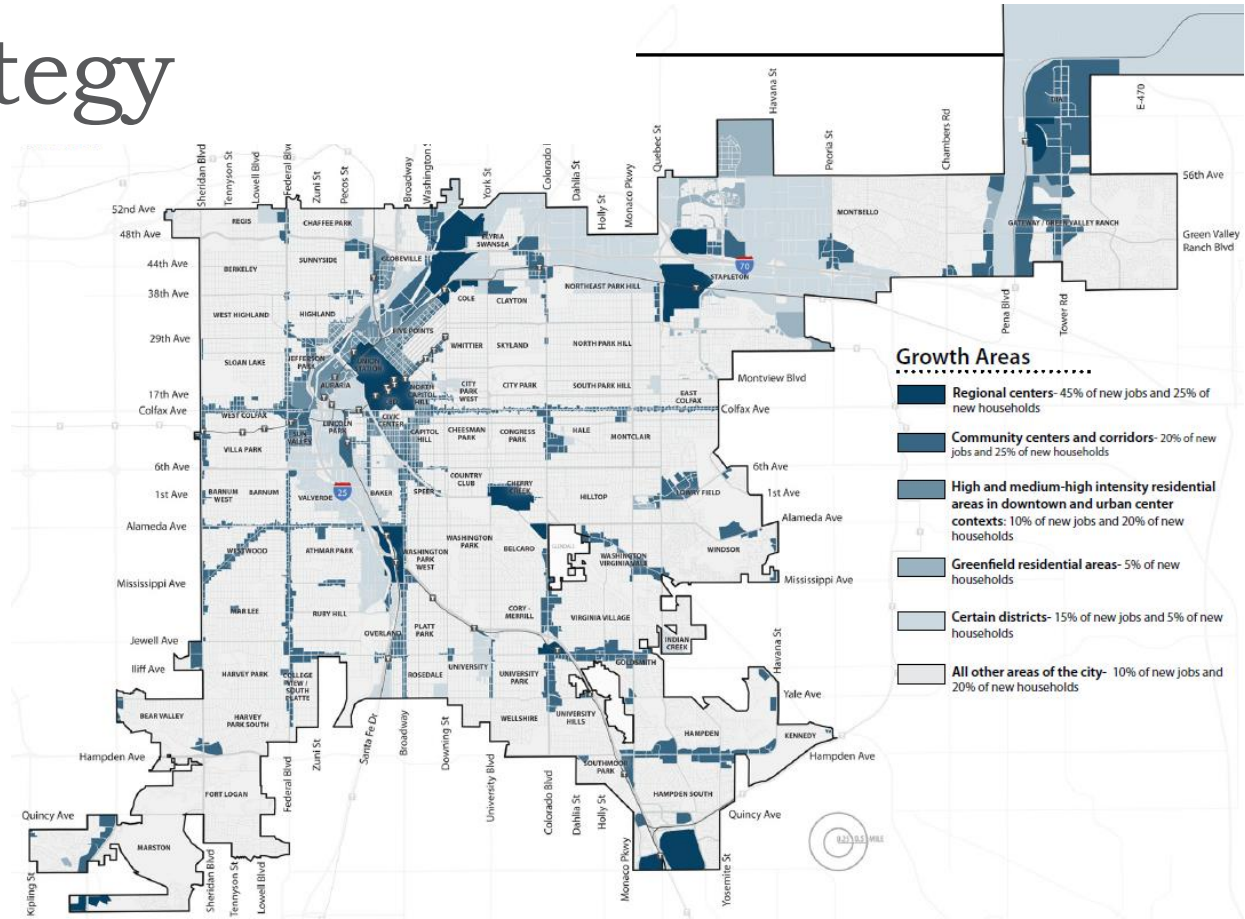 tegy
Havana St
Quebec St
Peoria St
Chambers Rd
E-470
Sheridan Blvd
Tennyson St
Lowell Blvd
Federal Blv
Zuni St
Pecos St
Broadway
Washington S
York St
Colorado
Dahlia St
Holly St
Monaco Pkwy
56th Ave
52nd Ave
REGIS
CHAFFEE PARK
MONTBELLO
GATEWAY / GREEN VALLEY RANCH
Green Valley
Ranch Blvd
48th Ave
ELYRIA
SWANSEA
SUNNYSIDE
GLOBEVILLE
44th Ave
BERKELEY
70
STAPLETON
38th Ave
COLE
CLAYTON
NORTHEAST PARK HILL
WEST HIGHLAND
HIGHLAND
Pena Blvd
Tower Rd
29th Ave
FIVE POINTS
WHITTIER
SKYLAND
NORTH PARK HILL
SLOAN LAKE
JEFFERSON
PARK
UNION
STATION
AURARIA
CBD
NORTH
CAPITOL
HILL
CITY
PARK
WEST
CITY PARK
SOUTH PARK HILL
EAST
COLFAX
Montview Blvd
17th Ave
Colfax Ave
Colfax Ave
WEST COLFAX
SUN
VALLEY
LINCOLN
PARK
CIVIC
CENTER
CAPITOL
HILL
CHEESMAN
PARK
CONGRESS
PARK
HALE
MONTCLAIR
VILLA PARK
6th Ave
6th Ave
COUNTRY
CLUB
1st Ave
BARNUM
WEST
BARNUM
VALVERDE
25
BAKER
SPEER
CHERRY
CREEK
HILLTOP
LOWRY FIELD
1st Ave
Alameda Ave
Alameda Ave
WESTWOOD
ATHMAR PARK
WASHINGTON
PARK
WEST
WASHINGTON
PARK
BELCARO
GLENDALE
WASHINGTON
VIRGINIA VALE
WINDSOR
Mississippi Ave
Mississippi Ave
MAR LEE
RUBY HILL
CORY -
MERRILL
VIRGINIA VILLAGE
PLATT
PARK
OVERLAND
INDIAN
CREEK
Havana St
Jewell Ave
Iliff Ave
HARVEY PARK
COLLEGE
VIEW /
SOUTH
PLATTE
ROSEDALE
UNIVERSITY
UNIVERSITY
PARK
GOLDSMITH
Yale Ave
BEAR VALLEY
HARVEY
PARK SOUTH
WELLSHIRE
UNIVERSITY
HILLS
HAMPDEN
KENNEDY
Hampden Ave
Hampden Ave
Zuni St
Santa Fe Dr
Broadway
Downing St
University Blvd
SOUTHMOOR
PARK
FORT LOGAN
Federal Blvd
Colorado Blvd
Dahlia St
Holly St
HAMPDEN SOUTH
Quincy Ave
Quincy Ave
MARSTON
Kipling St
Sheridan Blvd
Tennyson St
Lowell Blvd
Monaco Pkwy
Yosemite St
MILE
Growth Areas
Regional centers- 45% of new jobs and 25% of
new households
Community centers and corridors- 20% of new
jobs and 25% of new households
High and medium-high intensity residential
areas in downtown and urban center
contexts: 10% of new jobs and 20% of new
households
Greenfield residential areas- 5% of new
households
Certain districts- 15% of new jobs and 5% of new
households
All other areas of the city- 10% of new jobs and
20% of new households